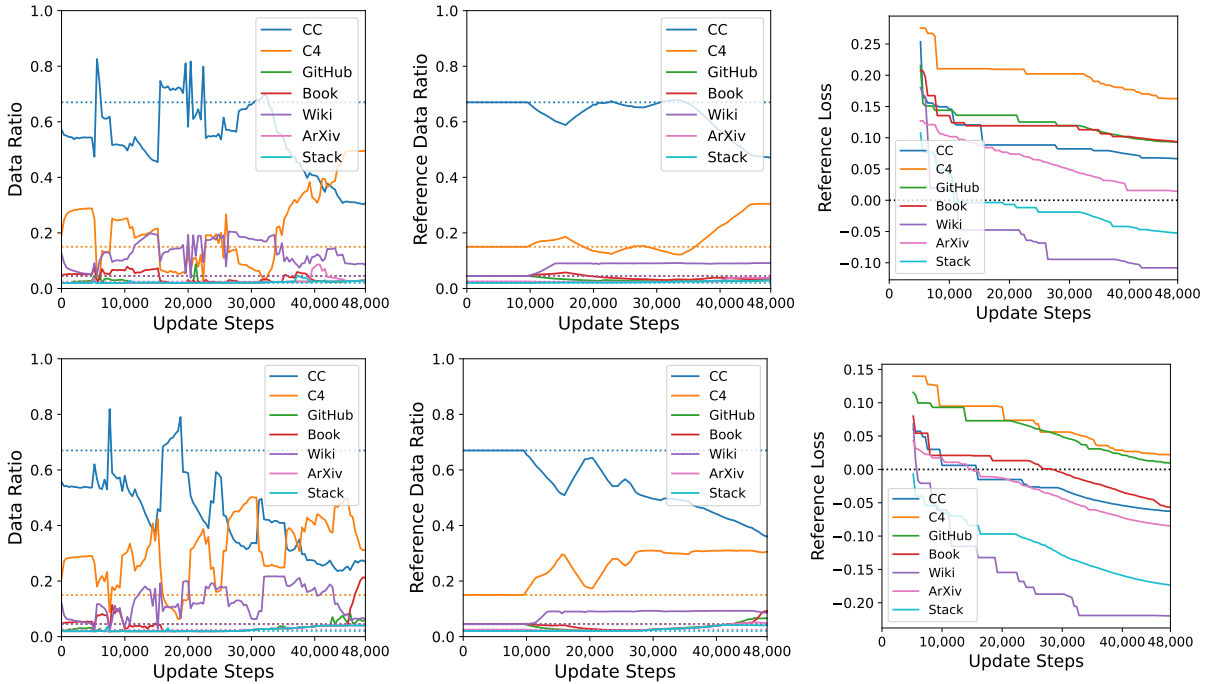 1.0
0.8
0.6
0.4
0.2
0.0
Data Ratio
0
10,000
20,000
30,000
40,000
48,000
Update Steps
CC
C4
GitHub
Book
Wiki
ArXiv
Stack
1.0
0.8
0.6
0.4
0.2
0.0
Reference Data Ratio
0
10,000
20,000
30,000
40,000
48,000
Update Steps
CC
C4
GitHub
Book
Wiki
ArXiv
Stack
0.25
0.20
0.15
0.10
0.05
0.00
−0.05
−0.10
Reference Loss
0
10,000
20,000
30,000
40,000
48,000
Update Steps
CC
C4
GitHub
Book
Wiki
ArXiv
Stack
1.0
0.8
0.6
0.4
0.2
0.0
Data Ratio
0
10,000
20,000
30,000
40,000
48,000
Update Steps
CC
C4
GitHub
Book
Wiki
ArXiv
Stack
1.0
0.8
0.6
0.4
0.2
0.0
Reference Data Ratio
0
10,000
20,000
30,000
40,000
48,000
Update Steps
CC
C4
GitHub
Book
Wiki
ArXiv
Stack
0.15
0.10
0.05
0.00
−0.05
−0.10
−0.15
−0.20
Reference Loss
0
10,000
20,000
30,000
40,000
48,000
Update Steps
CC
C4
GitHub
Book
Wiki
ArXiv
Stack